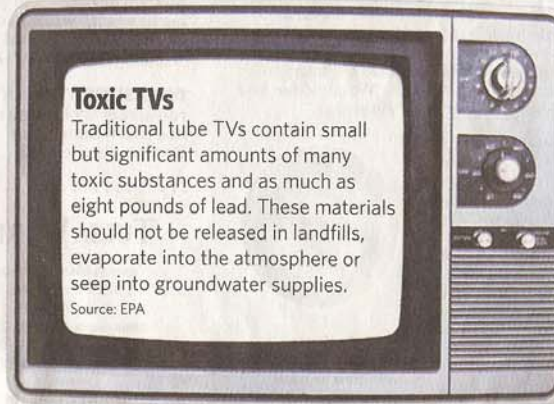 Toxic TVs
Traditional tube TVs contain small
but significant amounts of many
toxic substances and as much as
eight pounds of lead. These materials
should not be released in landfills,
evaporate into the atmosphere or
seep into groundwater supplies.
Source: EPA